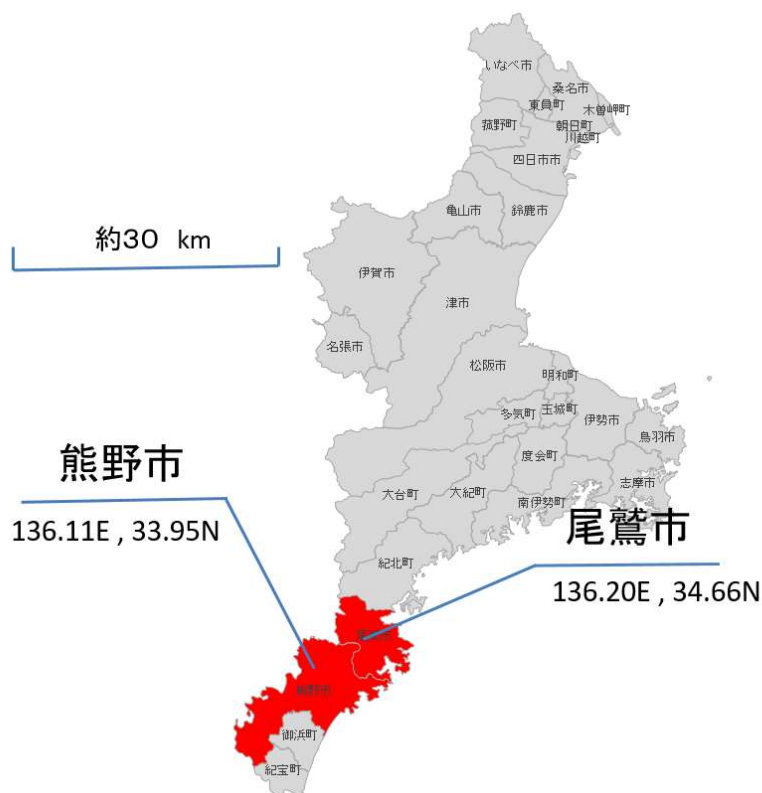 いなべ市
桑名市
東員町
木曽岬町
菰野町
朝日町
川越町
四日市市
亀山市
鈴鹿市
約30 km
伊賀市
津市
名張市
松阪市
明和町
多気町
玉城町
伊勢市
鳥羽市
熊野市
度会町
志摩市
大台町
大紀町
南伊勢町
尾鷲市
136.11E , 33.95N
紀北町
136.20E , 34.66N
熊野市
御浜町
紀宝町